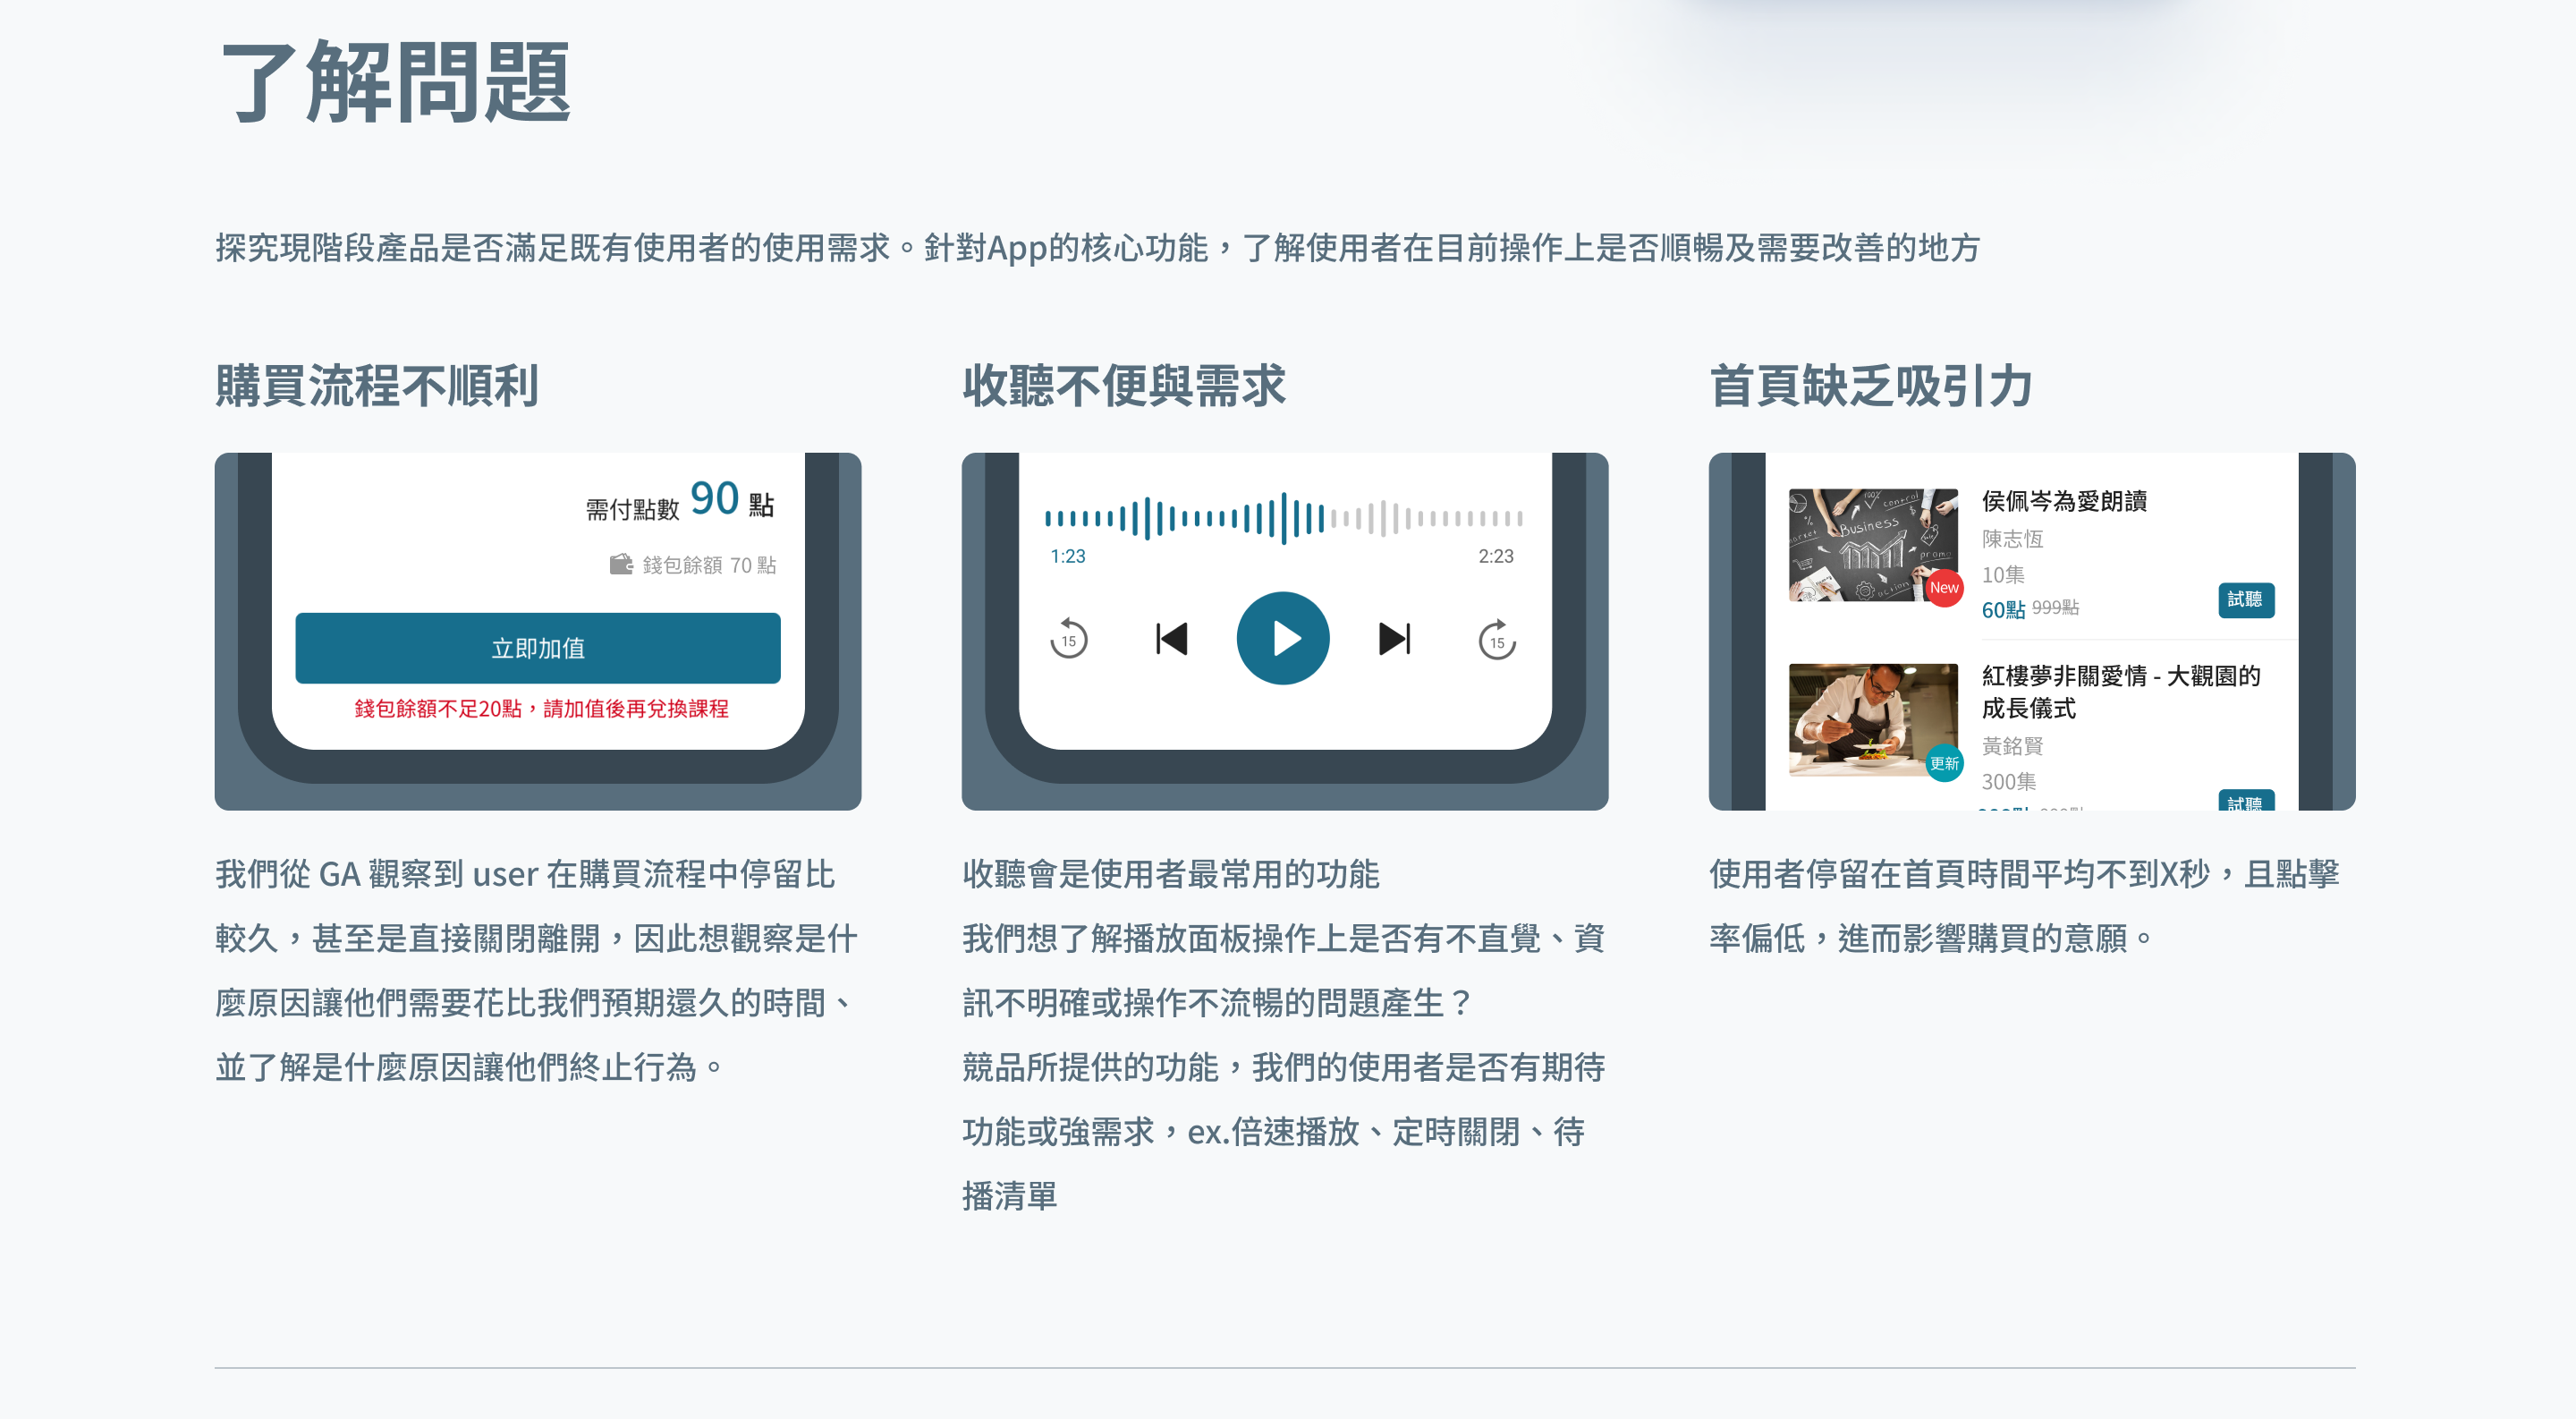 了解問題
探究現階段產品是否滿足既有使用者的使用需求。針對App的核心功能，了解使用者在目前操作上是否順暢及需要改善的地方
購買流程不順利
需付點數 90 點
錢包餘額 70 點
立即加值
錢包餘額不足20點，請加值後再兌換課程
我們從 GA 觀察到 user 在購買流程中停留比
較久，甚至是直接關閉離開，因此想觀察是什
麼原因讓他們需要花比我們預期還久的時間、
並了解是什麼原因讓他們終止行為。
收聽不便與需求
1:23
2:23
15
15
收聽會是使用者最常用的功能
我們想了解播放面板操作上是否有不直覺、資
訊不明確或操作不流暢的問題產生？
競品所提供的功能，我們的使用者是否有期待
功能或強需求，ex.倍速播放、定時關閉、待
播清單
首頁缺乏吸引力
Business
control
100%
promo
action
New
侯佩岑為愛朗讀
陳志恆
10集
60點 999點
試聽
更新
紅樓夢非關愛情 - 大觀園的
成長儀式
黃銘賢
300集
試聽
使用者停留在首頁時間平均不到X秒，且點擊
率偏低，進而影響購買的意願。